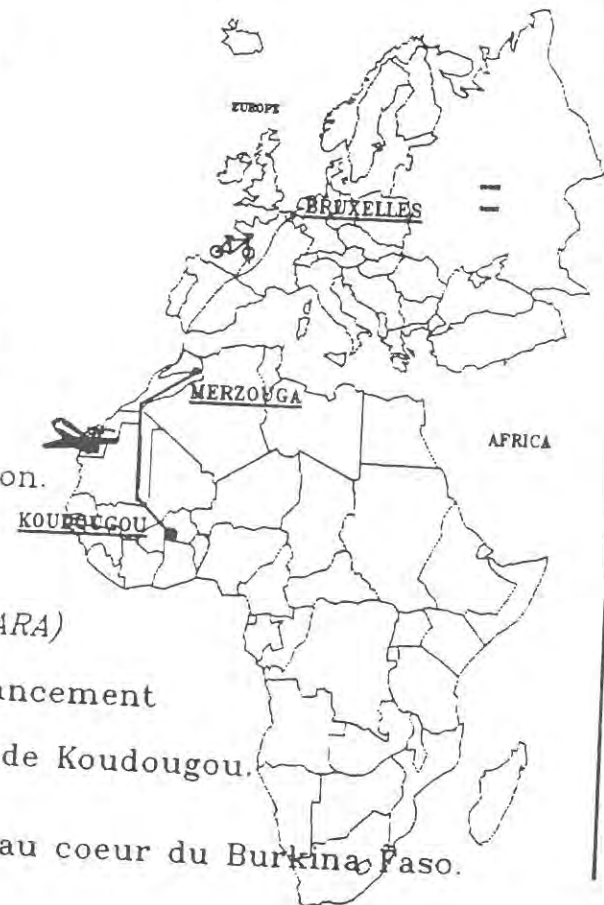 EUROPE
BRUXELLES
MERZOUGA
AFRICA
on.
KOUDOUGOU
ARA)
ancement
de Koudougou.
au coeur du Burkina Faso.